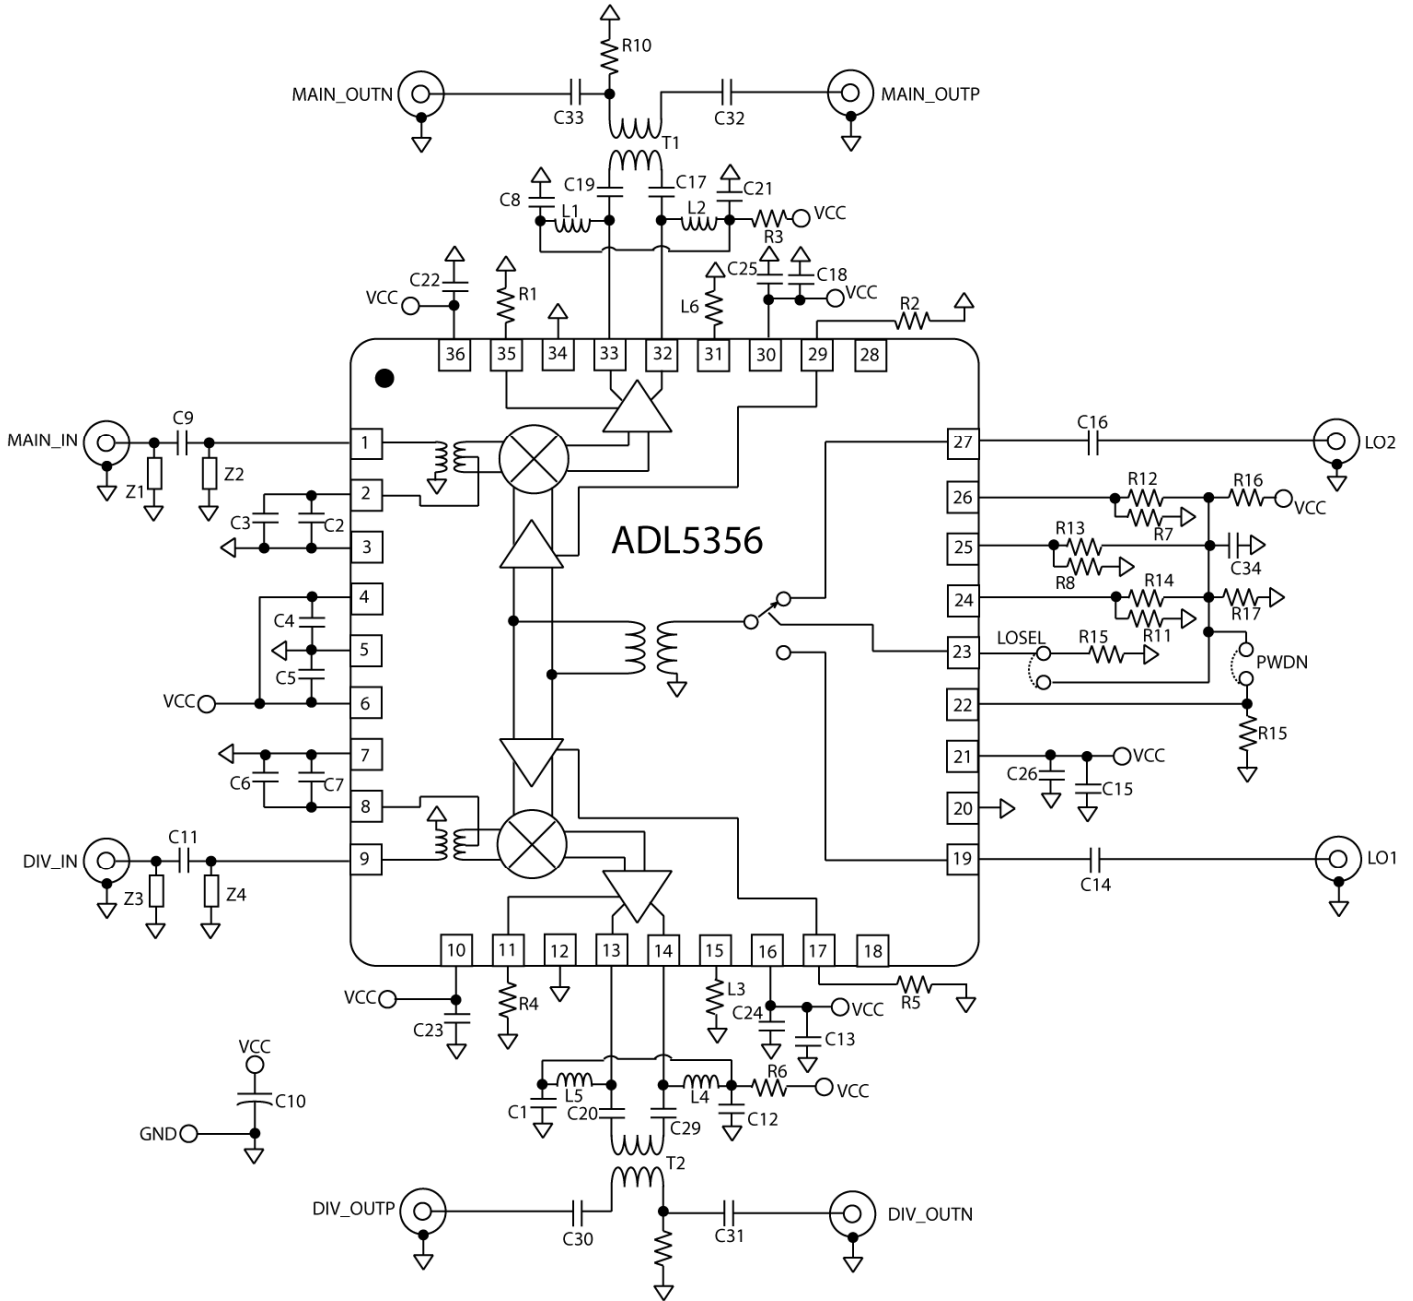 R10
MAIN_OUTN
MAIN_OUTP
C33
C32
T1
C19
C17
C21
C8
L1
L2
VCC
R3
C22
VCC
R1
L6
C25
C18
VCC
R2
36
35
34
33
32
31
30
29
28
MAIN_IN
C9
Z1
Z2
1
27
C16
LO2
2
C3
C2
3
ADL5356
26
R12
R16
VCC
R7
25
R13
C34
R8
4
C4
24
R14
R17
R11
5
C5
23
LOSEL
R15
PWDN
VCC
6
22
R15
7
C6
C7
21
VCC
C26
C15
8
20
DIV_IN
C11
Z3
Z4
9
19
C14
LO1
10
11
12
13
14
15
16
17
18
VCC
C23
R4
L3
C24
VCC
C13
R5
VCC
C10
GND
L5
C1
C20
L4
C29
R6
VCC
C12
T2
DIV_OUTP
C30
C31
DIV_OUTN